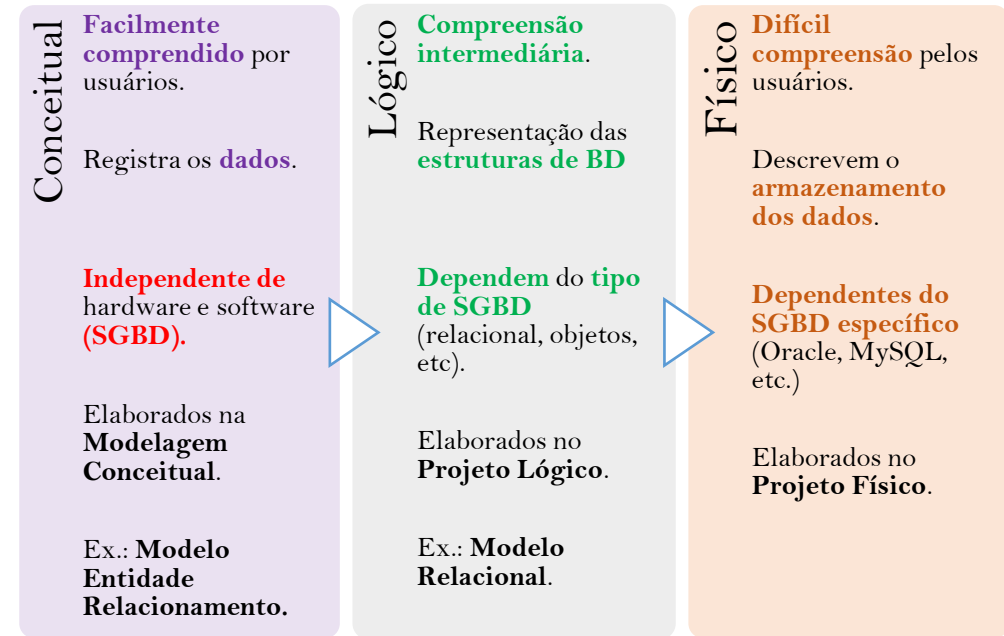 Conceitual
Facilmente
comprendido por
usuários.
Registra os dados.
Independente de
hardware e software
(SGBD).
Elaborados na
Modelagem
Conceitual.
Ex.: Modelo
Entidade
Relacionamento.
Lógico
Compreensão
intermediária.
Representação das
estruturas de BD
Dependem do tipo
de SGBD
(relacional, objetos,
etc).
Elaborados no
Projeto Lógico.
Ex.: Modelo
Relacional.
Físico
Difícil
compreensão pelos
usuários.
Descrevem o
armazenamento
dos dados.
Dependentes do
SGBD específico
(Oracle, MySQL,
etc.)
Elaborados no
Projeto Físico.